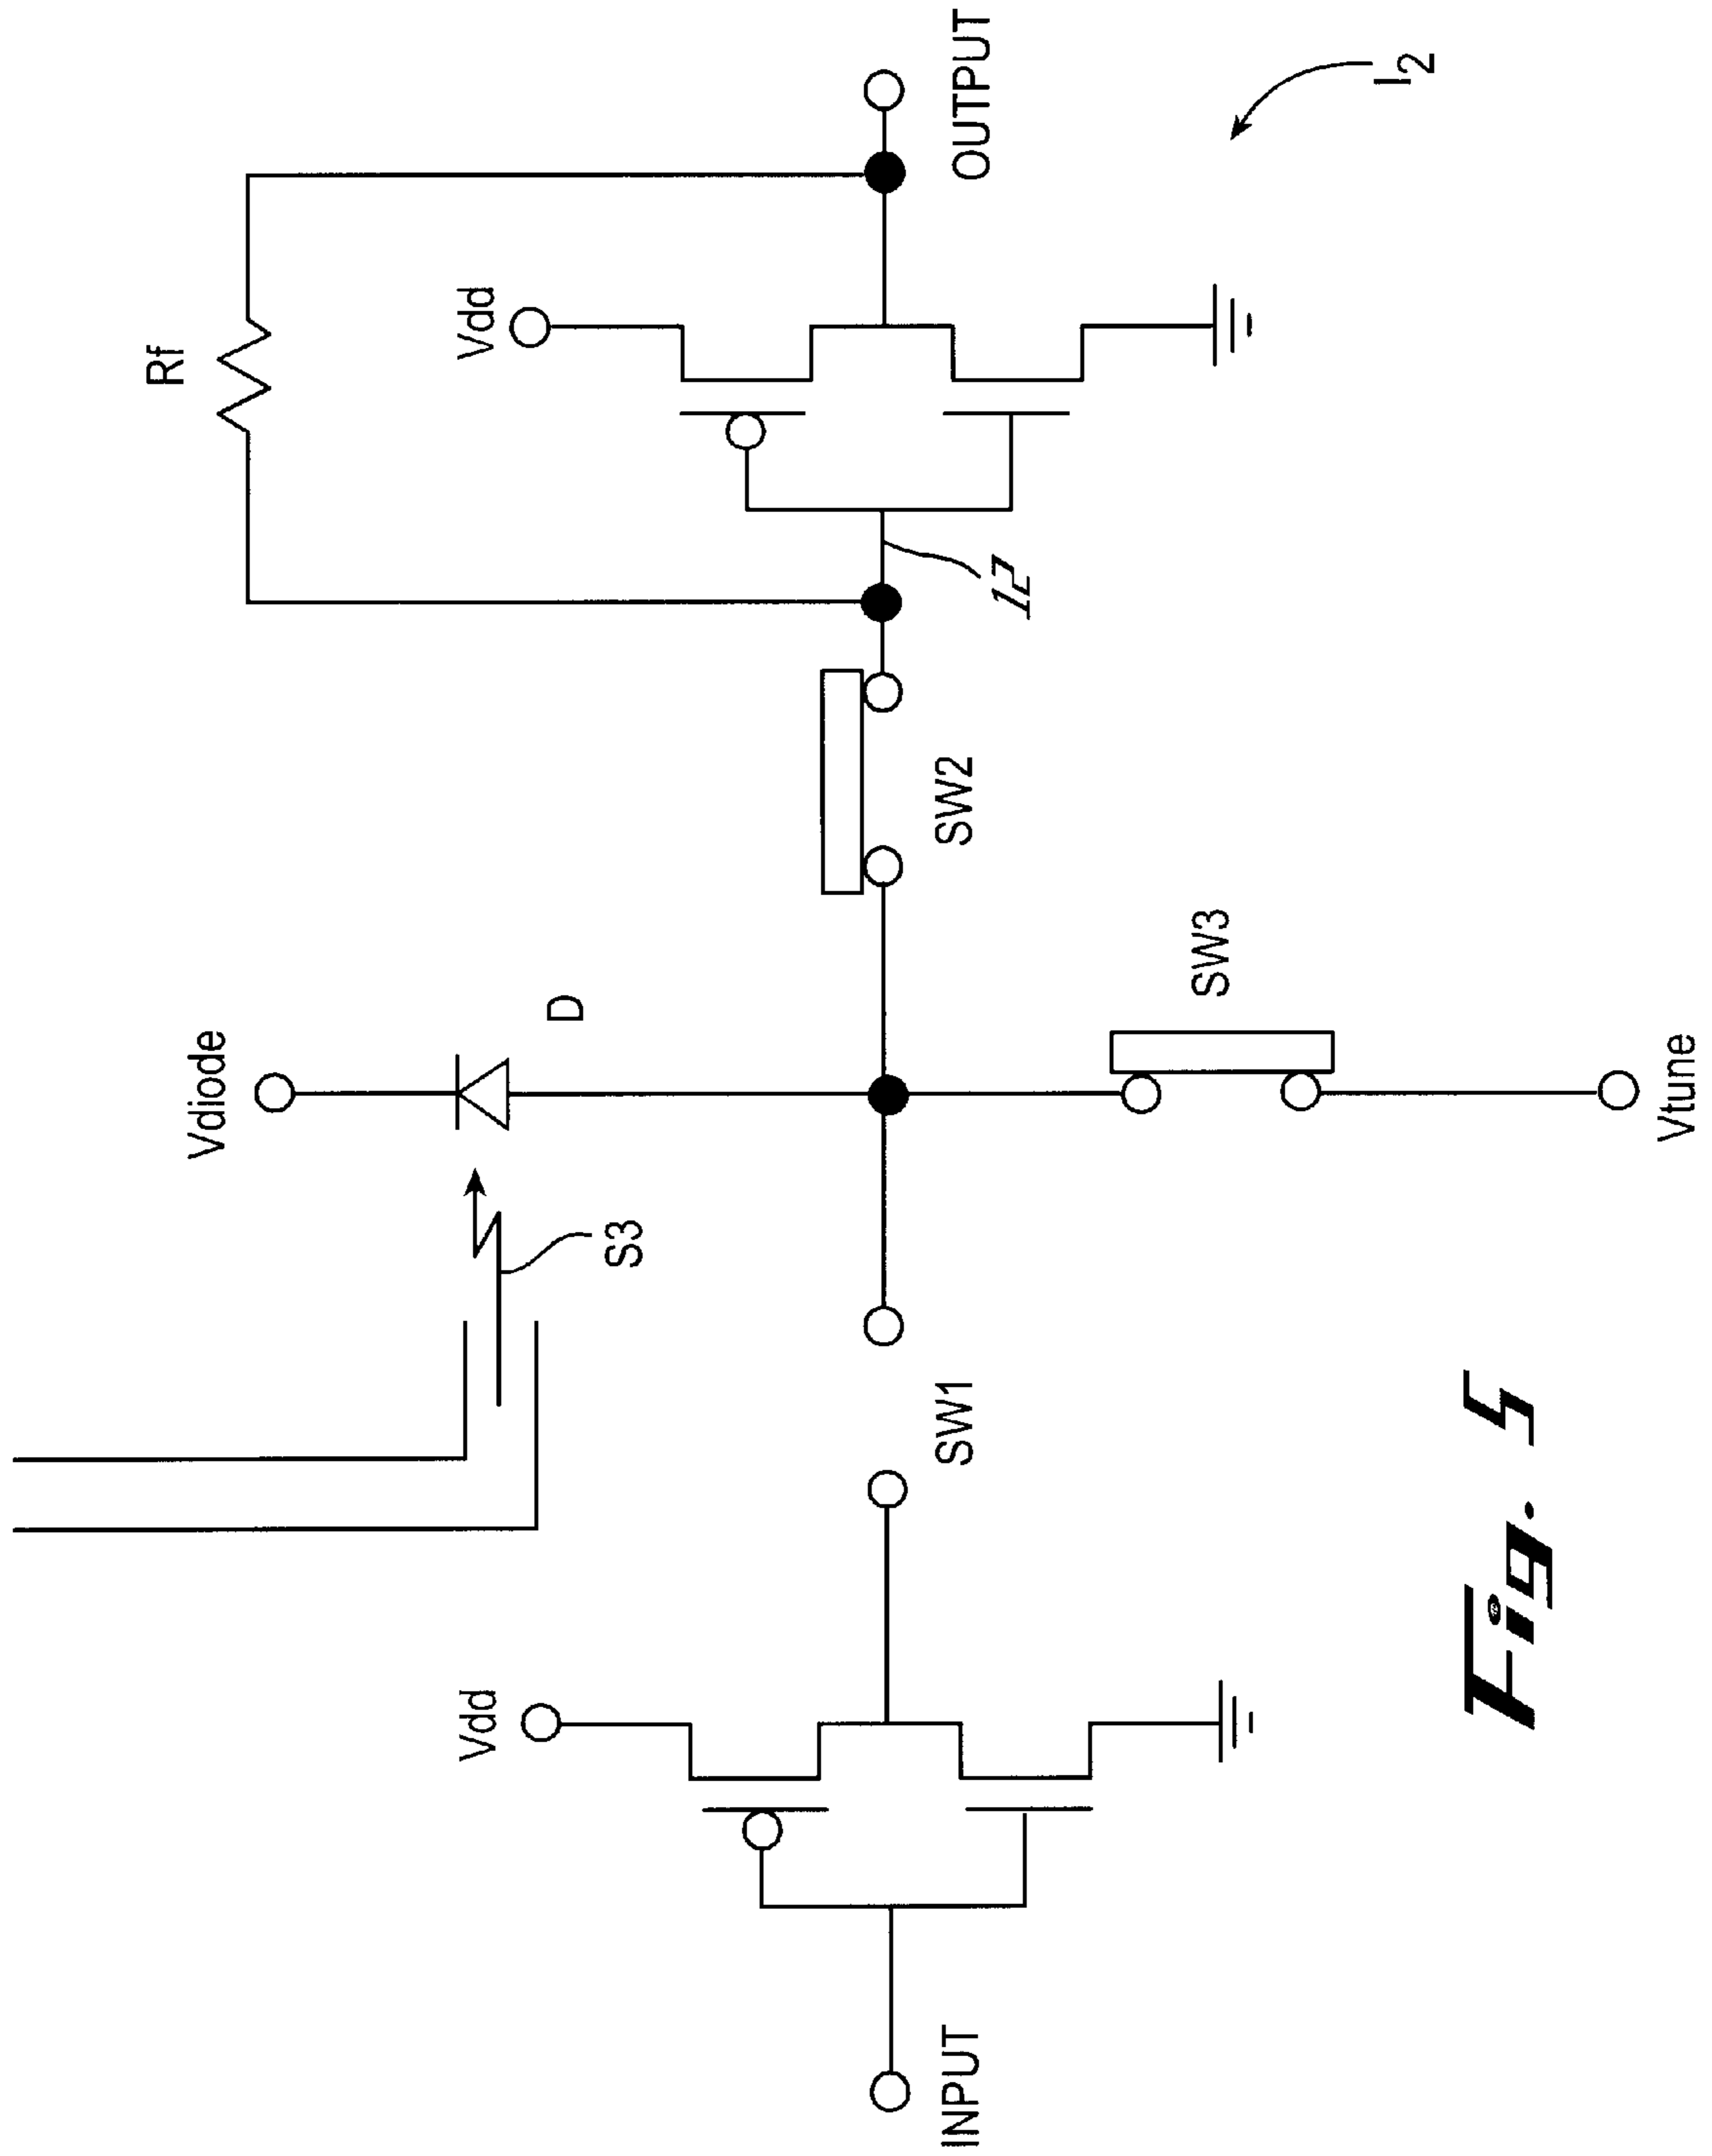 Rf
Vdiode
Vdd
Vdd
D
S3
INPUT
SW1
SW2
12
OUTPUT
SW3
I2
Vtune
Fig. 5